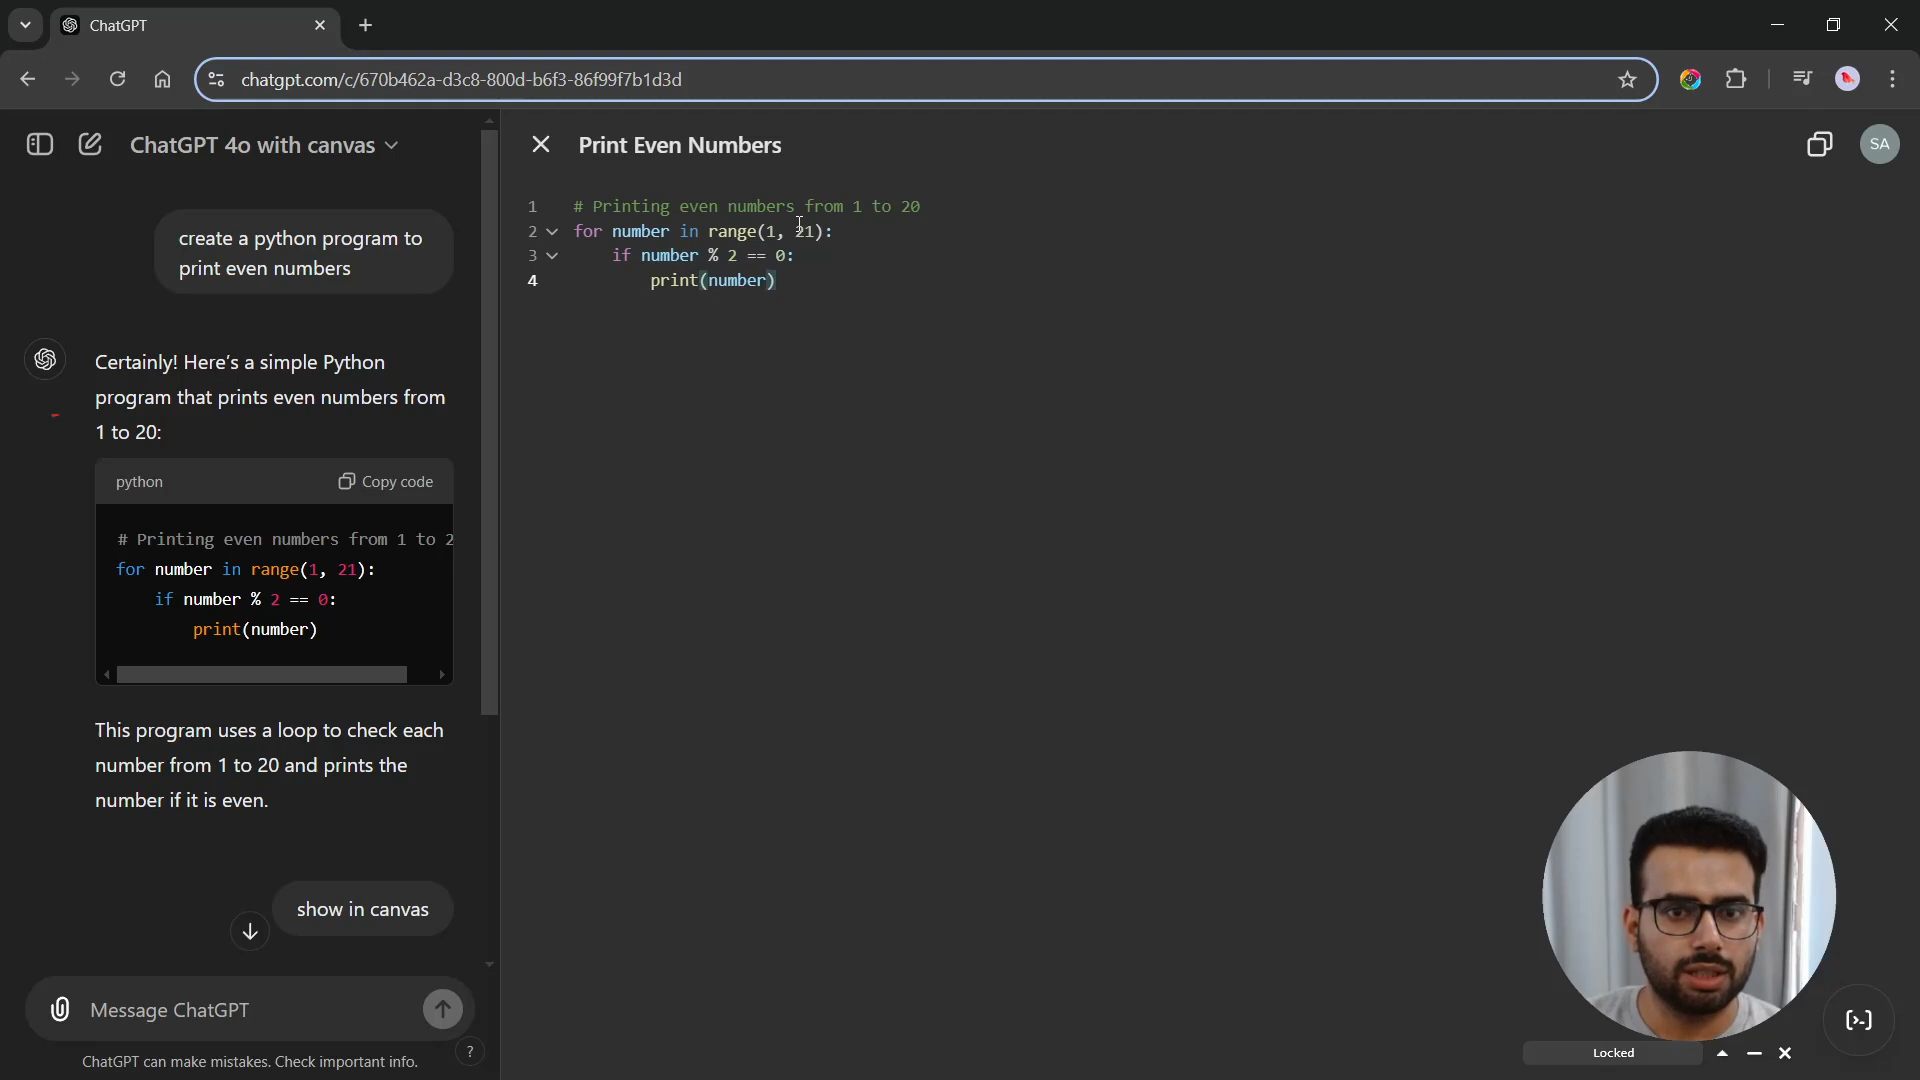 ChatGPT
chatgpt.com/c/670b462a-d3c8-800d-b6f3-86f99f7b1d3d
ChatGPT 4o with canvas
create a python program to
print even numbers
Certainly! Here's a simple Python
program that prints even numbers from
1 to 20:
python
Copy code
# Printing even numbers from 1 to 2
for number in range(1, 21):
if number % 2 == 0:
print(number)
This program uses a loop to check each
number from 1 to 20 and prints the
number if it is even.
show in canvas
Message ChatGPT
ChatGPT can make mistakes. Check important info.
?
Print Even Numbers
SA
1 # Printing even numbers from 1 to 20
2 for number in range(1, 21):
3 if number % 2 == 0:
4 print(number)
Locked